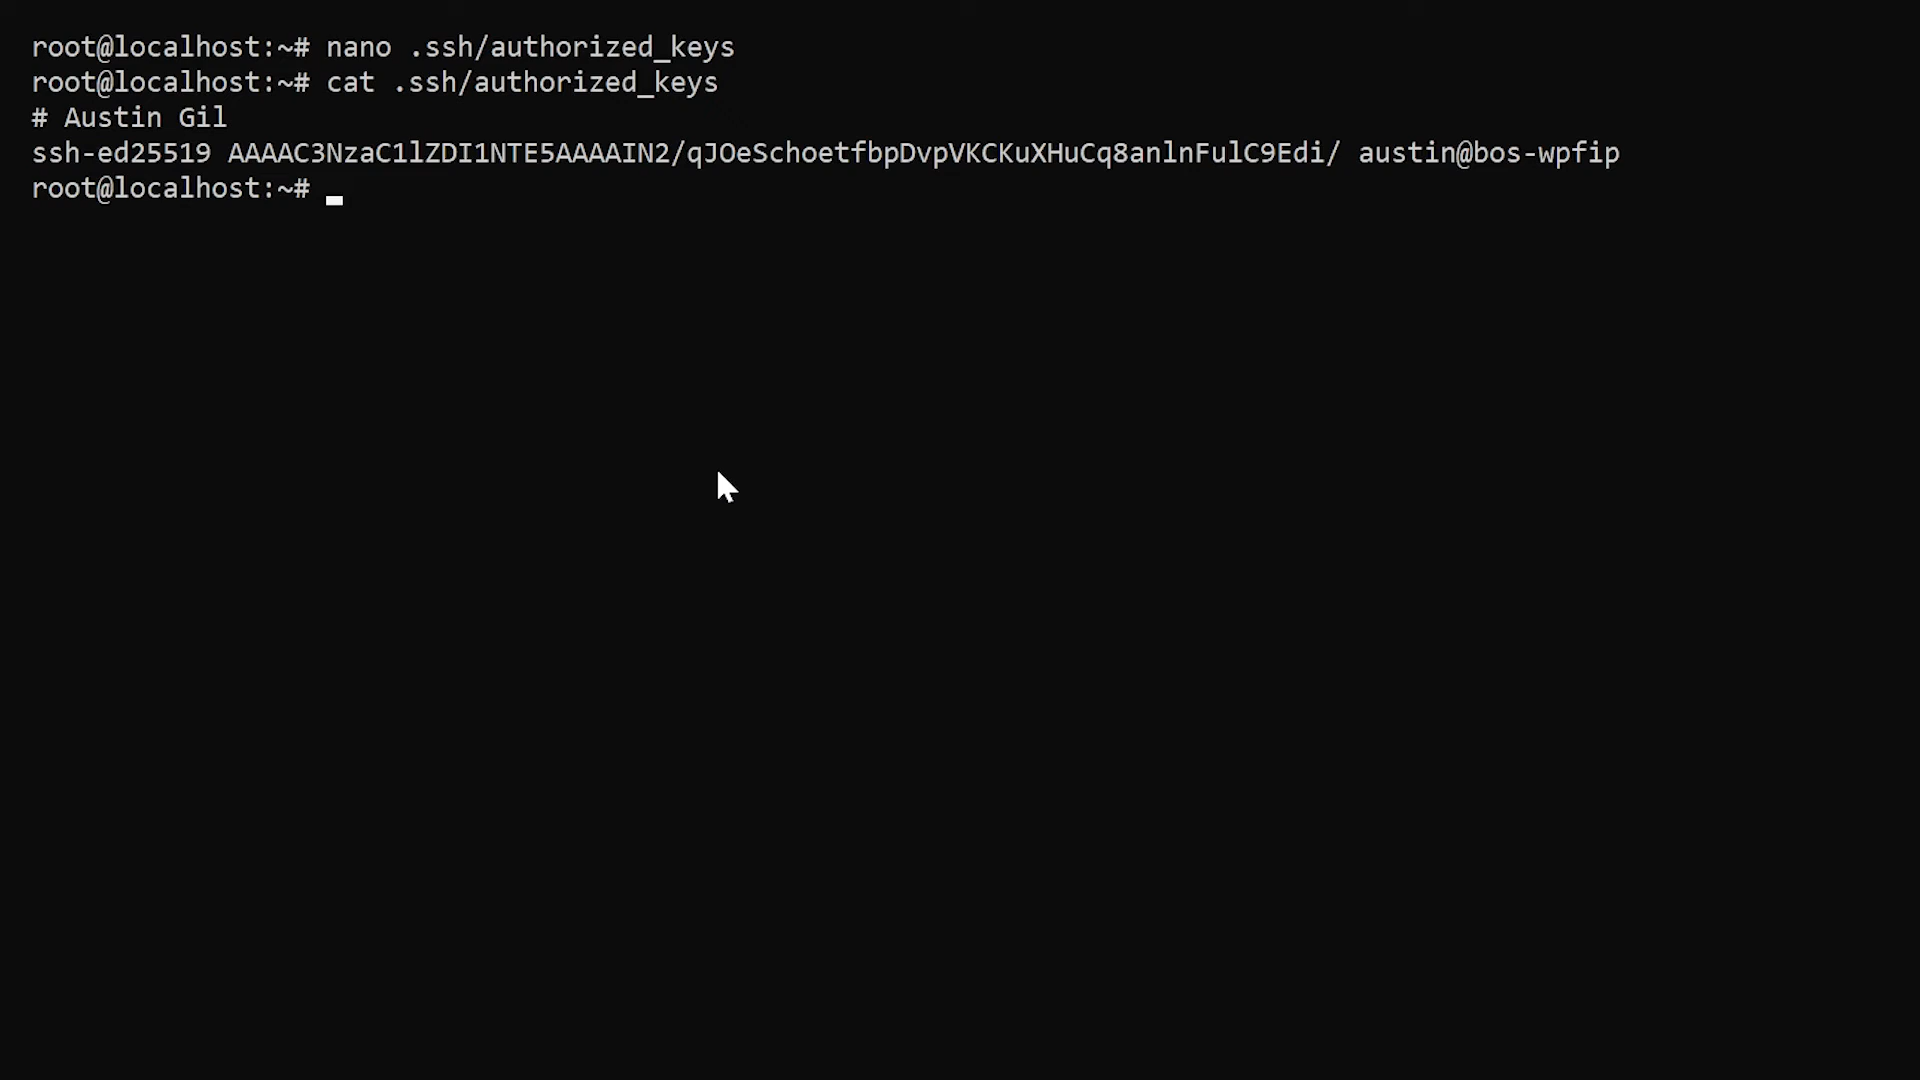 root@localhost:~# nano .ssh/authorized_keys
root@localhost:~# cat .ssh/authorized_keys
# Austin Gil
ssh-ed25519 AAAAC3NzaC1lZDI1NTE5AAAAIN2/qJOeSchoetfbpDvpVKCKuXHuCq8anlnFulC9Edi/ austin@bos-wpfip
root@localhost:~#